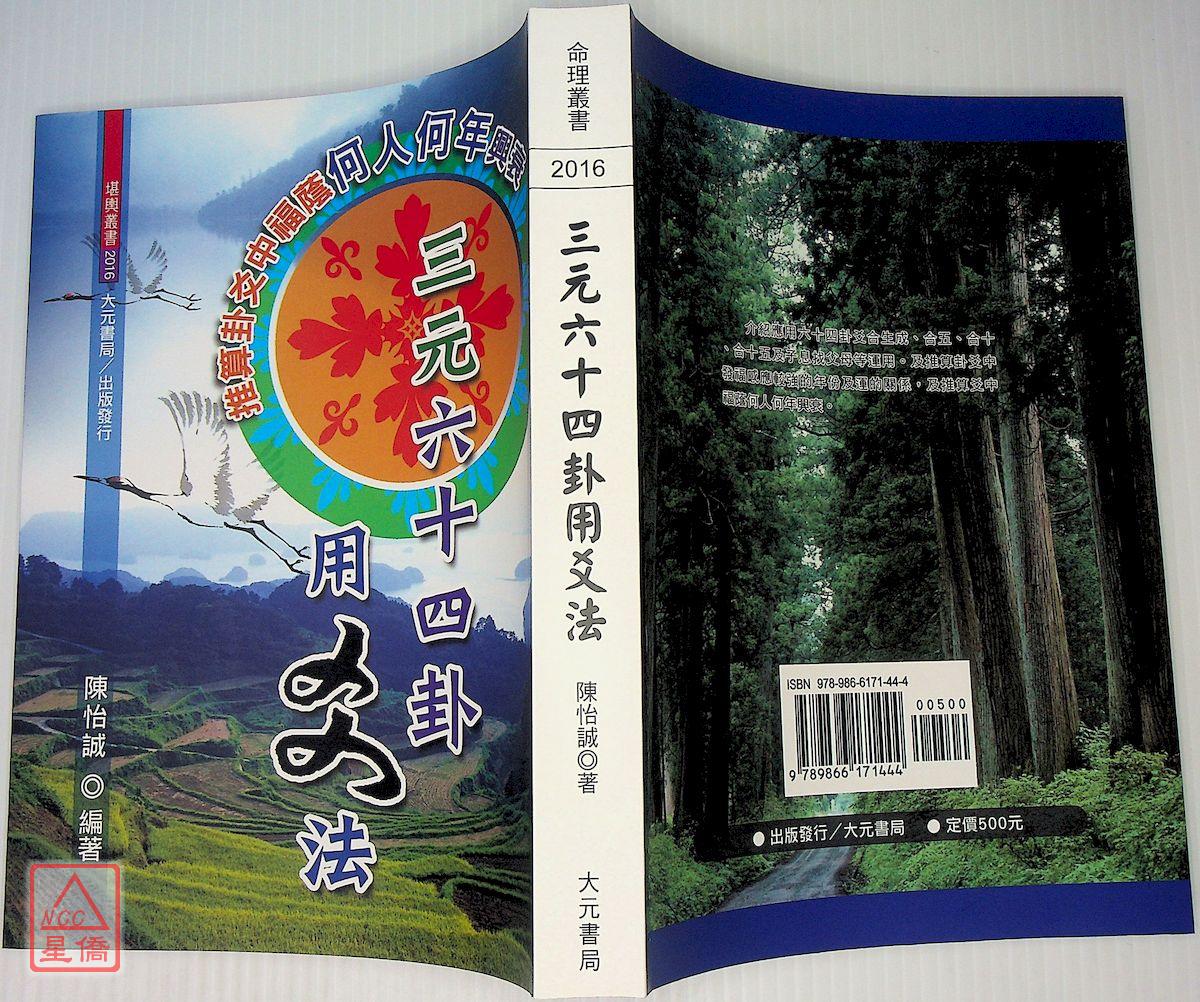 推算卦爻中福蔭何人何年興衰
三元六十四卦
用爻法
堪輿叢書 2016 大元書局／出版發行
陳怡誠◎編著
NCC
星僑
命理叢書
2016
三元六十四卦用爻法
陳怡誠◎著
大元書局
介紹應用六十四卦爻合生成、合五、合十
、合十五及子息坎父母等運用。及推算卦爻中
發福感應較強的年份及運的關係，及推算爻中
福蔭何人何年興衰。
ISBN 978-986-6171-44-4
00500
9 789866 171444
●出版發行／大元書局 ●定價500元